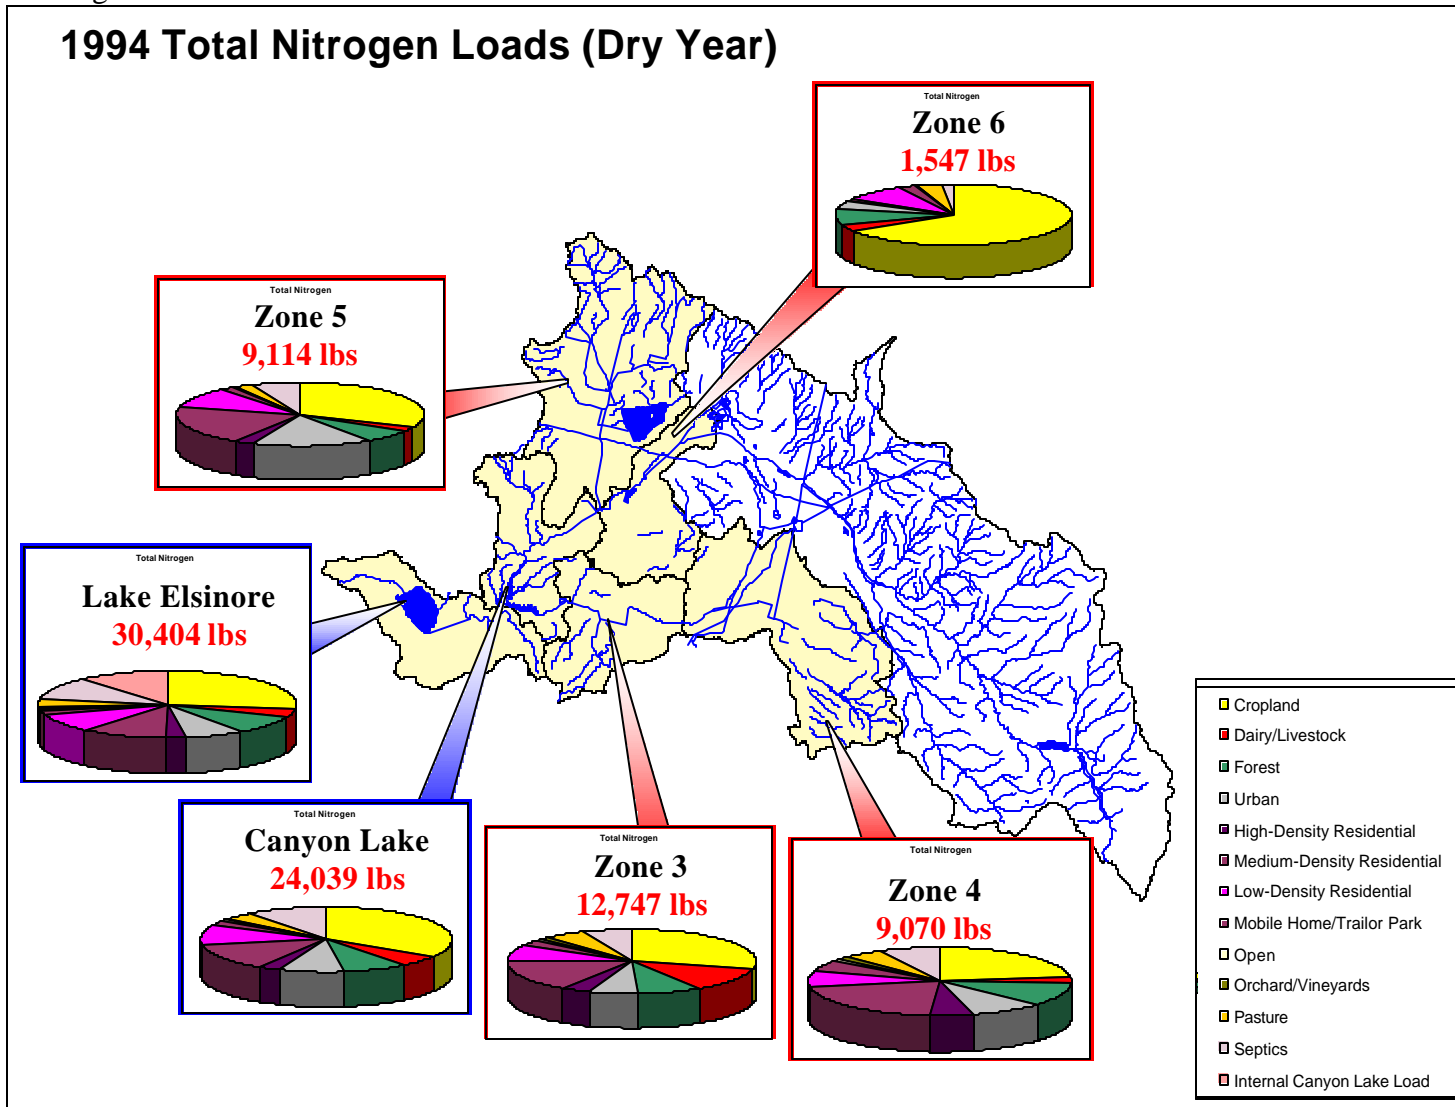 1994 Total Nitrogen Loads (Dry Year)
Total Nitrogen
Zone 6
1,547 lbs
Total Nitrogen
Zone 5
9,114 lbs
Total Nitrogen
Lake Elsinore
30,404 lbs
Total Nitrogen
Canyon Lake
24,039 lbs
Total Nitrogen
Zone 3
12,747 lbs
Total Nitrogen
Zone 4
9,070 lbs
Cropland
Dairy/Livestock
Forest
Urban
High-Density Residential
Medium-Density Residential
Low-Density Residential
Mobile Home/Trailor Park
Open
Orchard/Vineyards
Pasture
Septics
Internal Canyon Lake Load